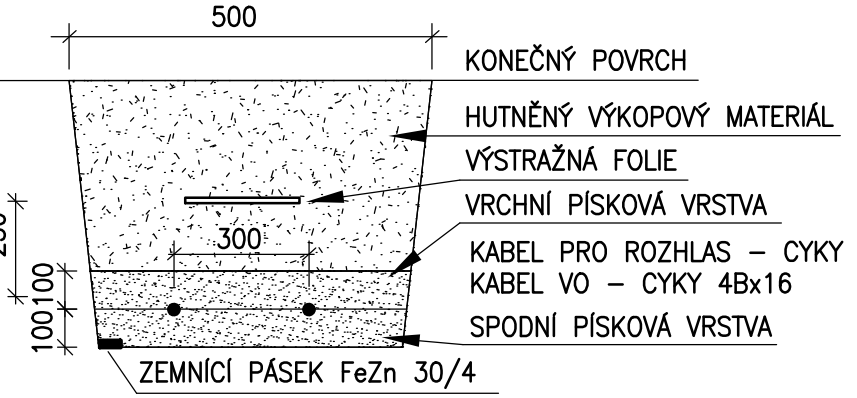 500
KONEČNÝ POVRCH
HUTNĚNÝ VÝKOPOVÝ MATERIÁL
VÝSTRAŽNÁ FOLIE
VRCHNÍ PÍSKOVÁ VRSTVA
300
KABEL PRO ROZHLAS – CYKY
KABEL VO – CYKY 4Bx16
100
100
SPODNÍ PÍSKOVÁ VRSTVA
ZEMNÍCÍ PÁSEK FeZn 30/4